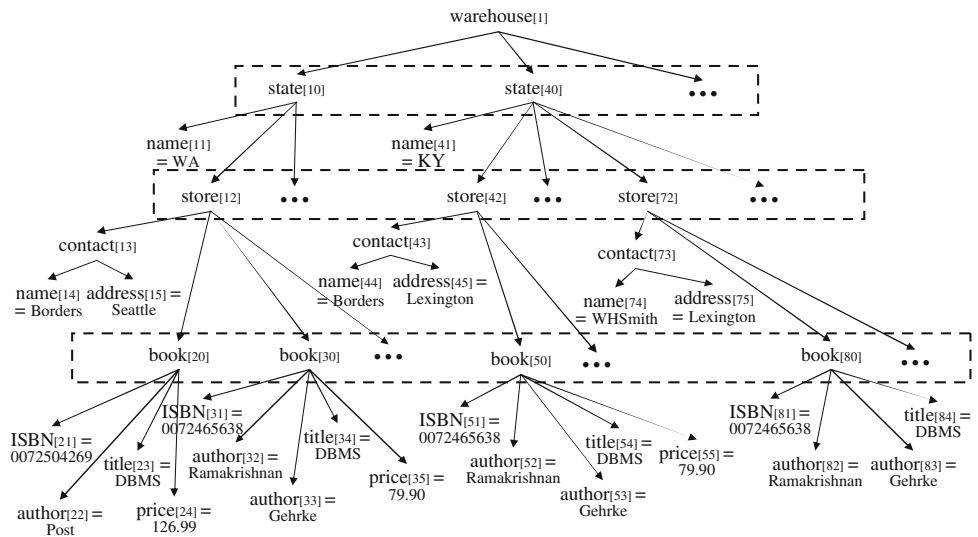 warehouse[1]
state[10]
state[40]
•••
name[11]
= WA
name[41]
= KY
store[12]
•••
store[42]
•••
store[72]
•••
contact[13]
contact[43]
contact[73]
name[14]
= Borders
address[15] =
Seattle
name[44]
= Borders
address[45] =
Lexington
name[74]
= WHSmith
address[75]
= Lexington
book[20]
book[30]
•••
book[50]
•••
book[80]
•••
ISBN[21] =
0072504269
author[22] =
Post
title[23] =
DBMS
price[24] =
126.99
ISBN[31] =
0072465638
author[32] =
Ramakrishnan
author[33] =
Gehrke
title[34] =
DBMS
price[35] =
79.90
ISBN[51] =
0072465638
author[52] =
Ramakrishnan
author[53] =
Gehrke
title[54] =
DBMS
price[55] =
79.90
ISBN[81] =
0072465638
author[82] =
Ramakrishnan
author[83] =
Gehrke
title[84] =
DBMS